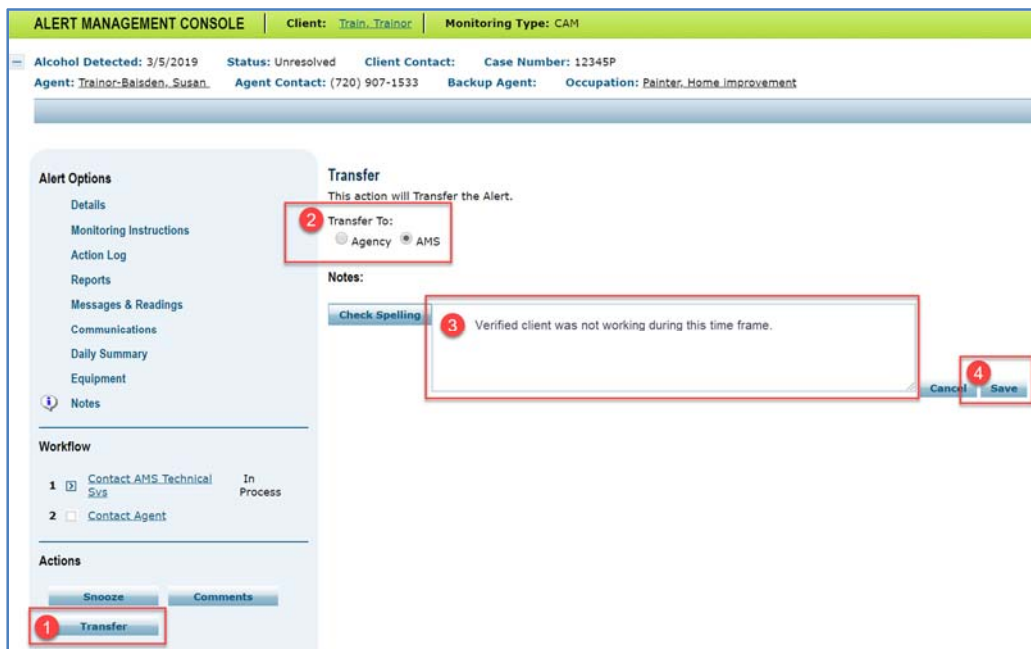 ALERT MANAGEMENT CONSOLE Client: Train, Trainor Monitoring Type: CAM
Alcohol Detected: 3/5/2019 Status: Unresolved Client Contact: Case Number: 12345P
Agent: Trainor-Baisden, Susan Agent Contact: (720) 907-1533 Backup Agent: Occupation: Painter, Home Improvement
Alert Options
Details
Monitoring Instructions
Action Log
Reports
Messages & Readings
Communications
Daily Summary
Equipment
Notes
Workflow
1 Contact AMS Technical Svs In Process
2 Contact Agent
Actions
Snooze Comments
1 Transfer
Transfer
This action will Transfer the Alert.
2 Transfer To:
Agency AMS
Notes:
Check Spelling 3 Verified client was not working during this time frame.
4
Cancel Save